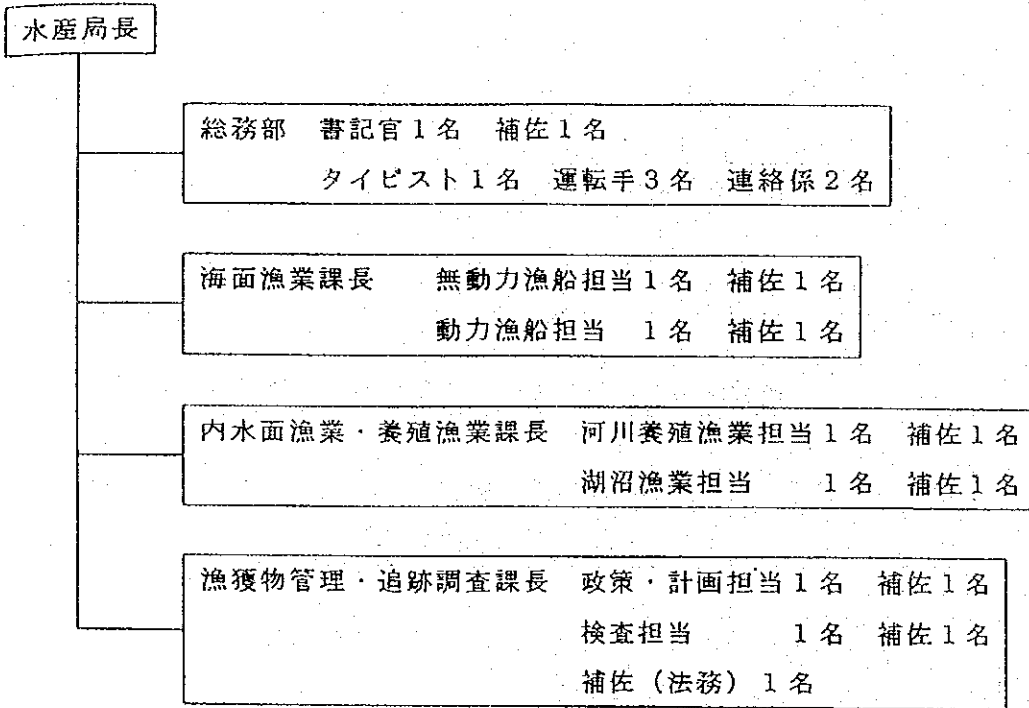 水産局長
総務部 書記官1名 補佐1名
タイピスト1名 運転手3名 連絡係2名
海面漁業課長 無動力漁船担当1名 補佐1名
動力漁船担当 1名 補佐1名
内水面漁業・養殖漁業課長 河川養殖漁業担当1名 補佐1名
湖沼漁業担当 1名 補佐1名
漁獲物管理・追跡調査課長 政策・計画担当1名 補佐1名
検査担当 1名 補佐1名
補佐(法務)1名